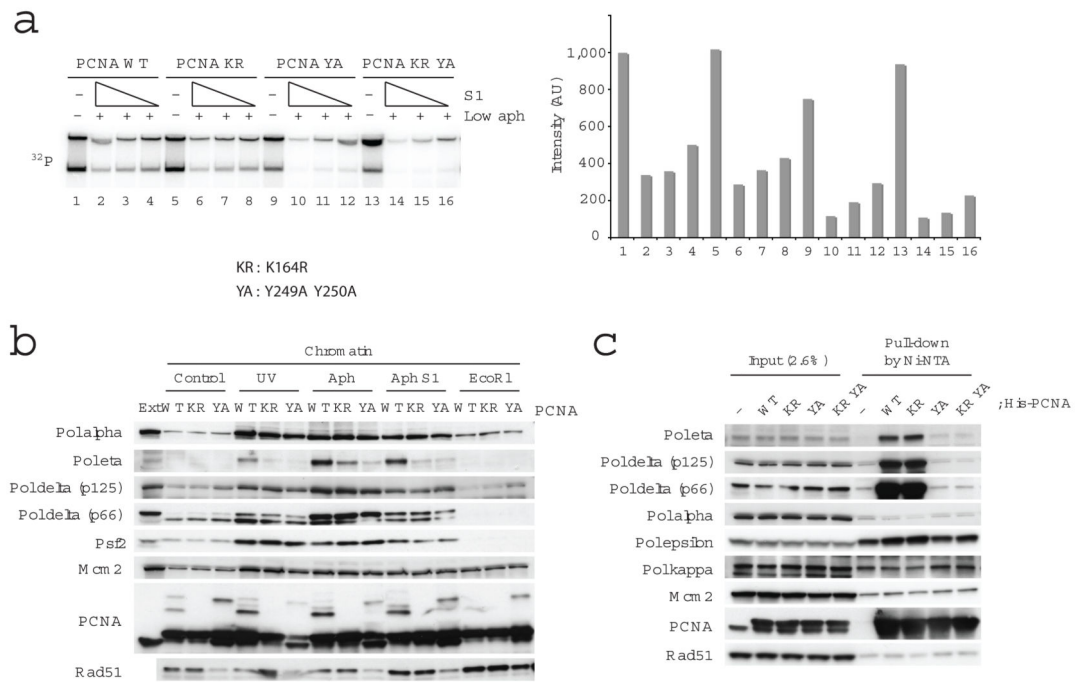 a
PCNA WT PCNA KR PCNA YA PCNA KR YA
– – – – S1
– + + + – + + + – + + + – + + + Low aph
32P
1 2 3 4 5 6 7 8 9 10 11 12 13 14 15 16
KR : K164R
YA : Y249A Y250A
Intensity (AU)
1,000
800
600
400
200
0
1 2 3 4 5 6 7 8 9 10 11 12 13 14 15 16
b
Chromatin
Control UV Aph Aph S1 EcoR1
Ext WT KR YA WT KR YA WT KR YA WT KR YA WT KR YA PCNA
Polalpha
Poleta
Poldelta (p125)
Poldelta (p66)
Psf2
Mcm2
PCNA
Rad51
c
Input (2.6%) Pull-down by Ni-NTA
– WT KR YA KR YA – WT KR YA KR YA ;His-PCNA
Poleta
Poldelta (p125)
Poldelta (p66)
Polalpha
Polepsilon
Polkappa
Mcm2
PCNA
Rad51